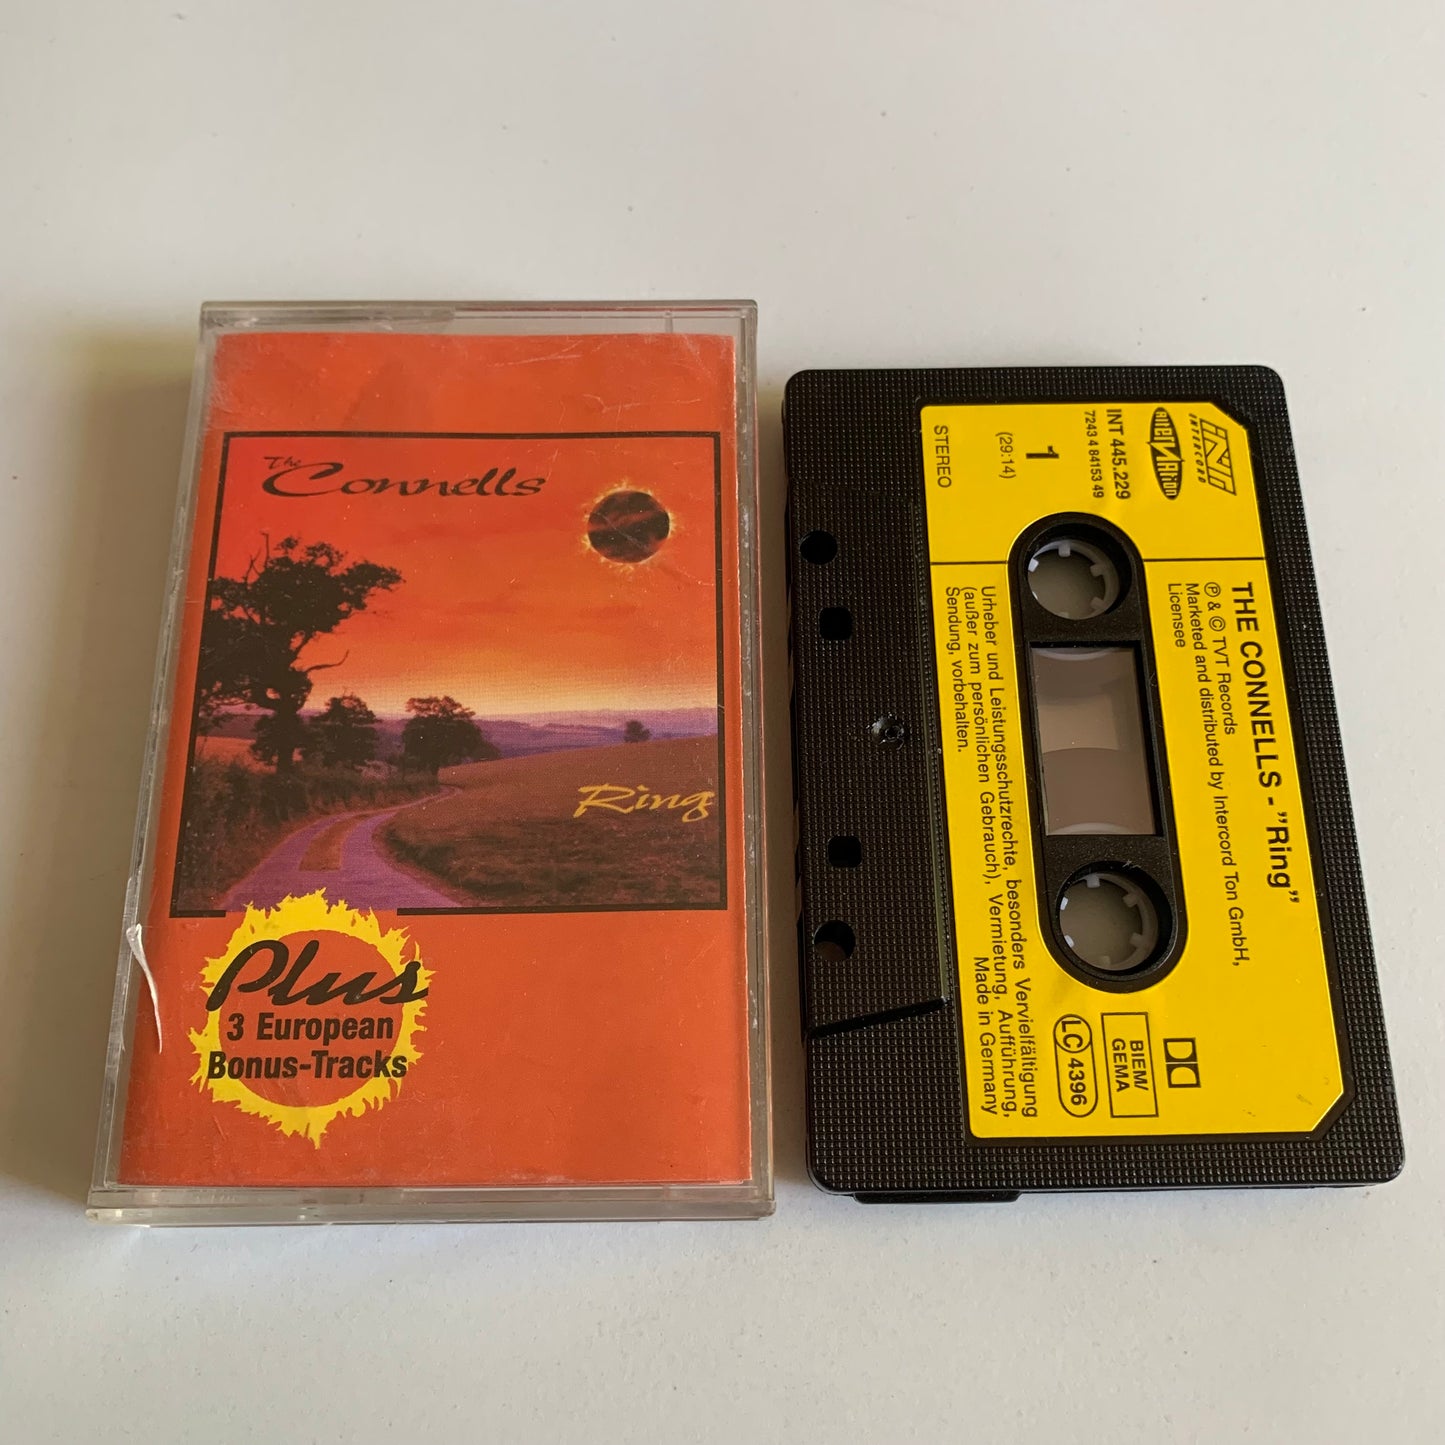 The
Connells
Ring
Plus
3 European
Bonus-Tracks
INT
INTERCORD
INT 445.229
7243 4 84153 49
1
(29:14)
STEREO
THE CONNELLS - ”Ring”
Ⓟ & © TVT Records
Marketed and distributed by Intercord Ton GmbH,
Licensee
Urheber und Leistungsschutzrechte, besonders Vervielfältigung
(außer zum persönlichen Gebrauch), Vermietung, Aufführung,
Sendung, vorbehalten.
Made in Germany
BIEM/
GEMA
LC 4396